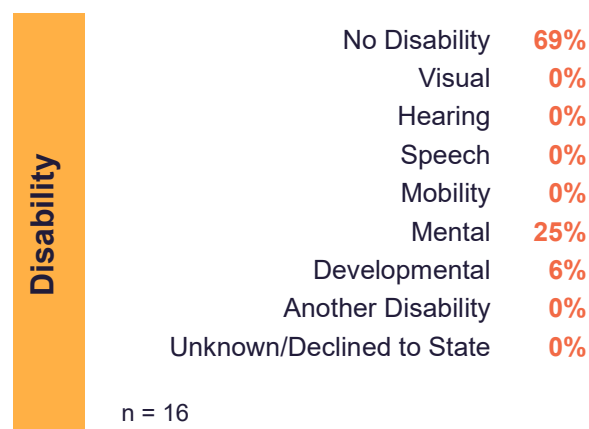 Disability
No Disability 69%
Visual 0%
Hearing 0%
Speech 0%
Mobility 0%
Mental 25%
Developmental 6%
Another Disability 0%
Unknown/Declined to State 0%
n = 16